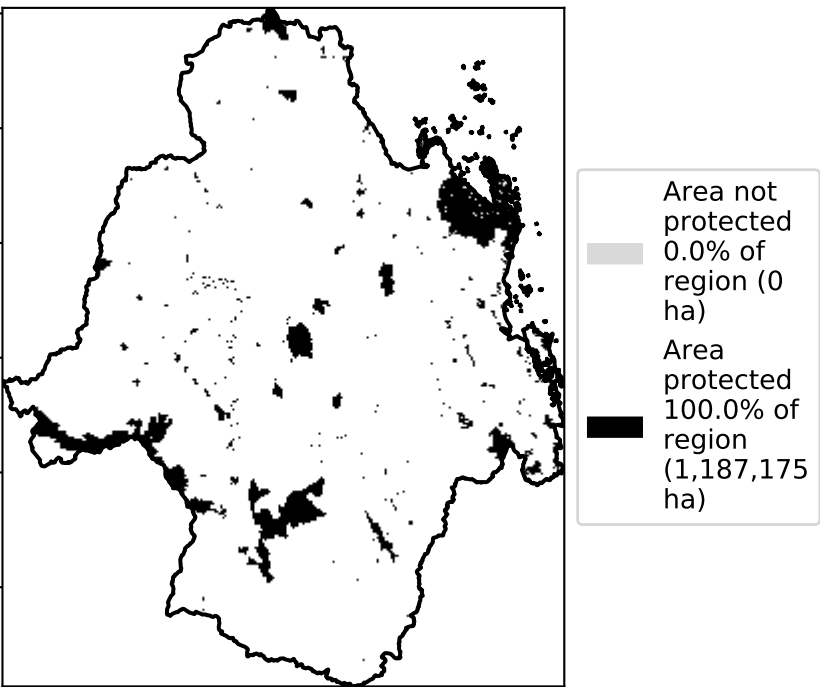 Area not
protected
0.0% of
region (0
ha)
Area
protected
100.0% of
region
(1,187,175
ha)